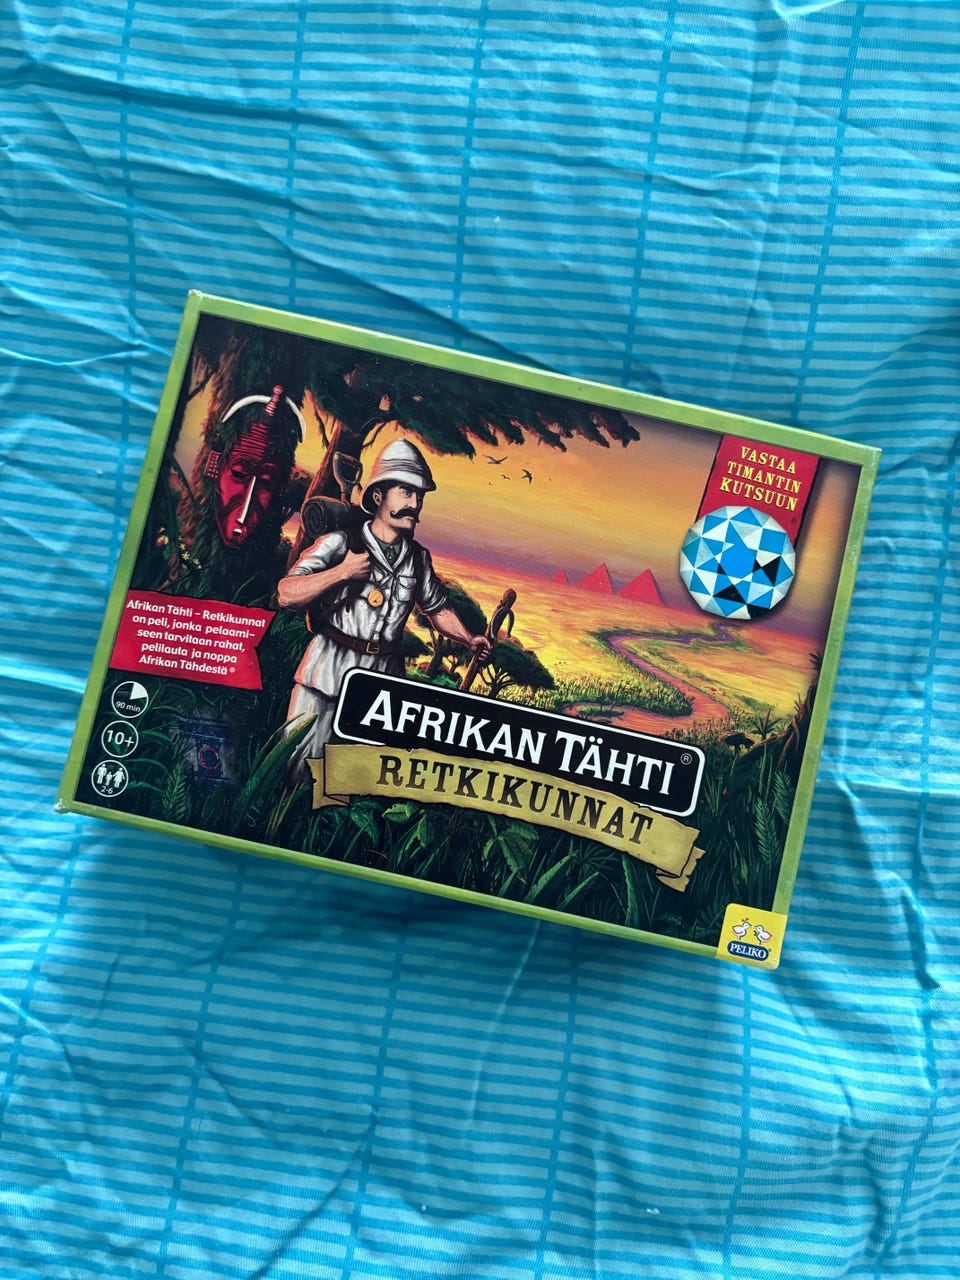 VASTAA
TIMANTIN
KUTSUUN
Afrikan Tähti – Retkikunnat
on peli, jonka pelaami-
seen tarvitaan rahat,
pelilauta ja noppa
Afrikan Tähdestä ®
90 min
10+
2-6
AFRIKAN TÄHTI ®
RETKIKUNNAT
PELIKO